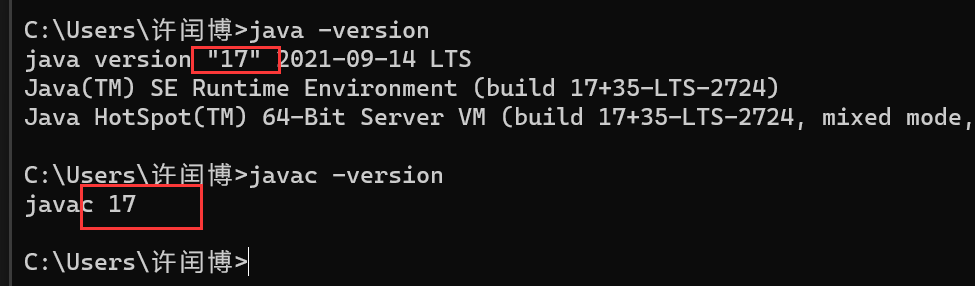 C:\Users\许闰博>java -version
java version "17" 2021-09-14 LTS
Java(TM) SE Runtime Environment (build 17+35-LTS-2724)
Java HotSpot(TM) 64-Bit Server VM (build 17+35-LTS-2724, mixed mode,
C:\Users\许闰博>javac -version
javac 17
C:\Users\许闰博>